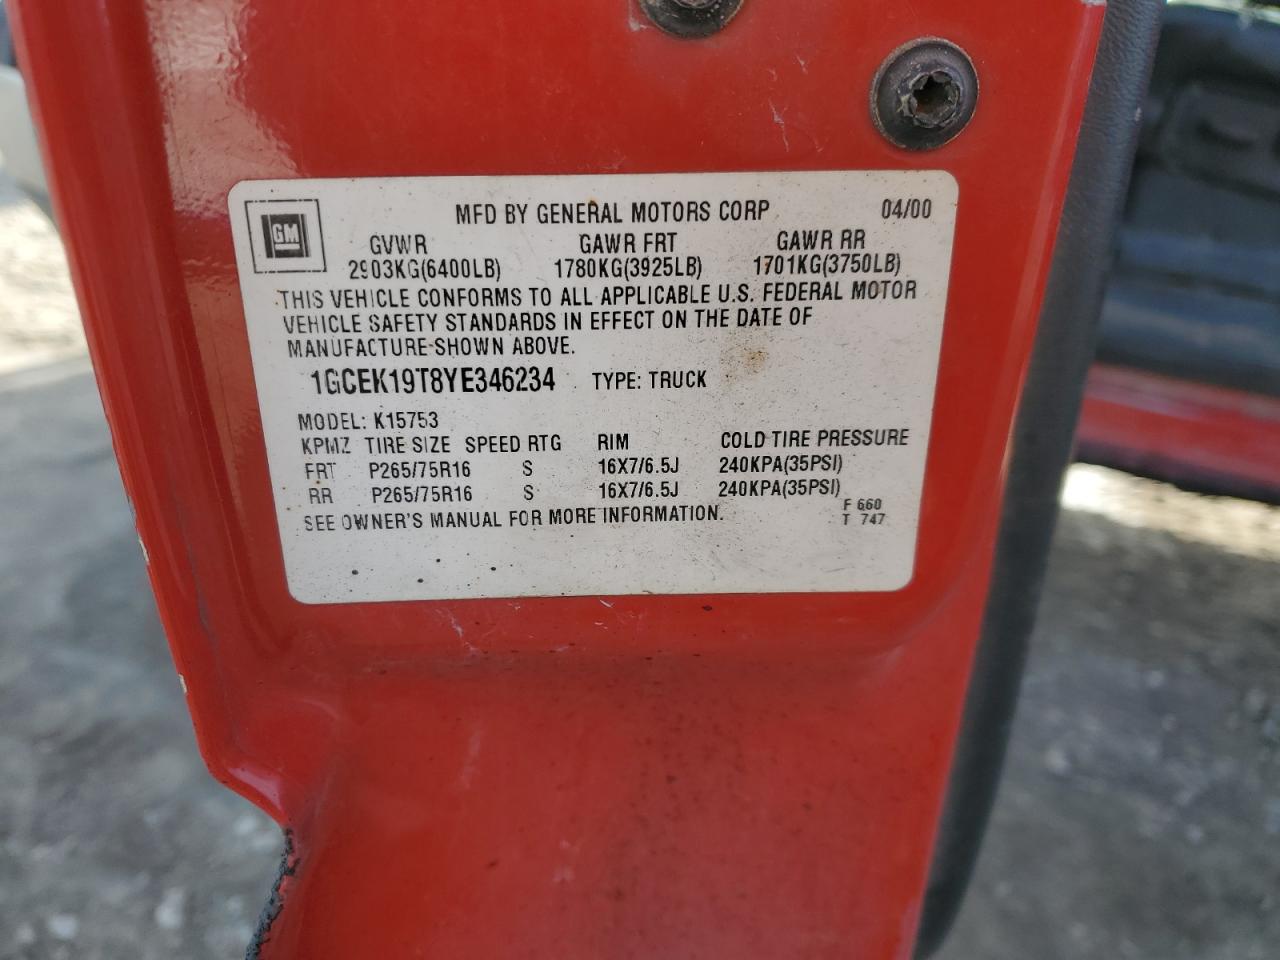 GM
MFD BY GENERAL MOTORS CORP 04/00
GVWR GAWR FRT GAWR RR
2903KG(6400LB) 1780KG(3925LB) 1701KG(3750LB)
THIS VEHICLE CONFORMS TO ALL APPLICABLE U.S. FEDERAL MOTOR
VEHICLE SAFETY STANDARDS IN EFFECT ON THE DATE OF
MANUFACTURE SHOWN ABOVE.
1GCEK19T8YE346234 TYPE: TRUCK
MODEL: K15753
KPMZ TIRE SIZE SPEED RTG RIM COLD TIRE PRESSURE
FRT P265/75R16 S 16X7/6.5J 240KPA(35PSI)
RR P265/75R16 S 16X7/6.5J 240KPA(35PSI)
SEE OWNER'S MANUAL FOR MORE INFORMATION.
F 660
T 747